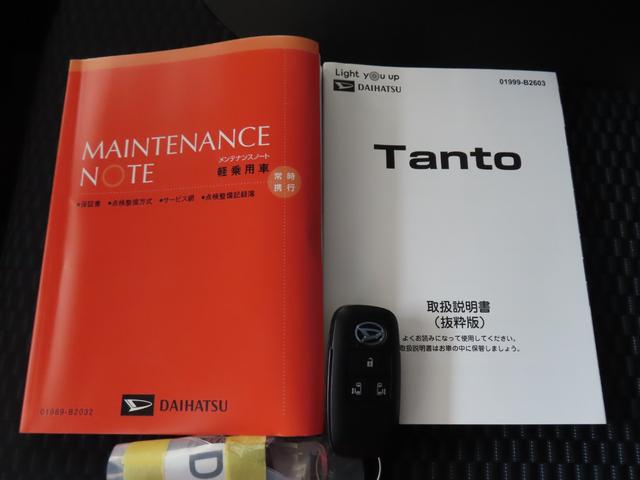 MAINTENANCE
NOTE
メンテナンスノート
軽乗用車
常時
携行
•保証書 •点検整備方式 •サービス網 •点検整備記録簿
01989-B2032
DAIHATSU
Light you up
DAIHATSU
01999-B2603
Tanto
取扱説明書
（抜粋版）
よくお読みになって使用してください。
取扱説明書はお車の中に保管しましょう。
D